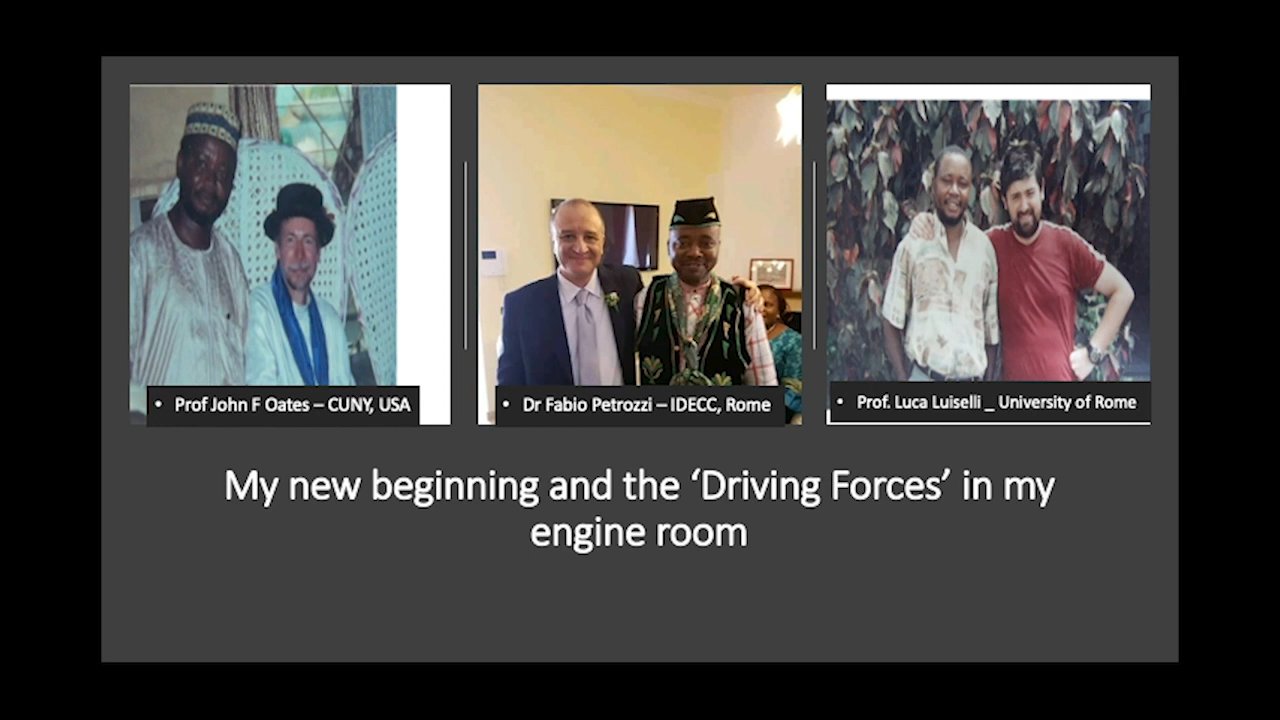 • Prof John F Oates – CUNY, USA
• Dr Fabio Petrozzi – IDECC, Rome
• Prof. Luca Luiselli _ University of Rome
My new beginning and the ‘Driving Forces’ in my
engine room